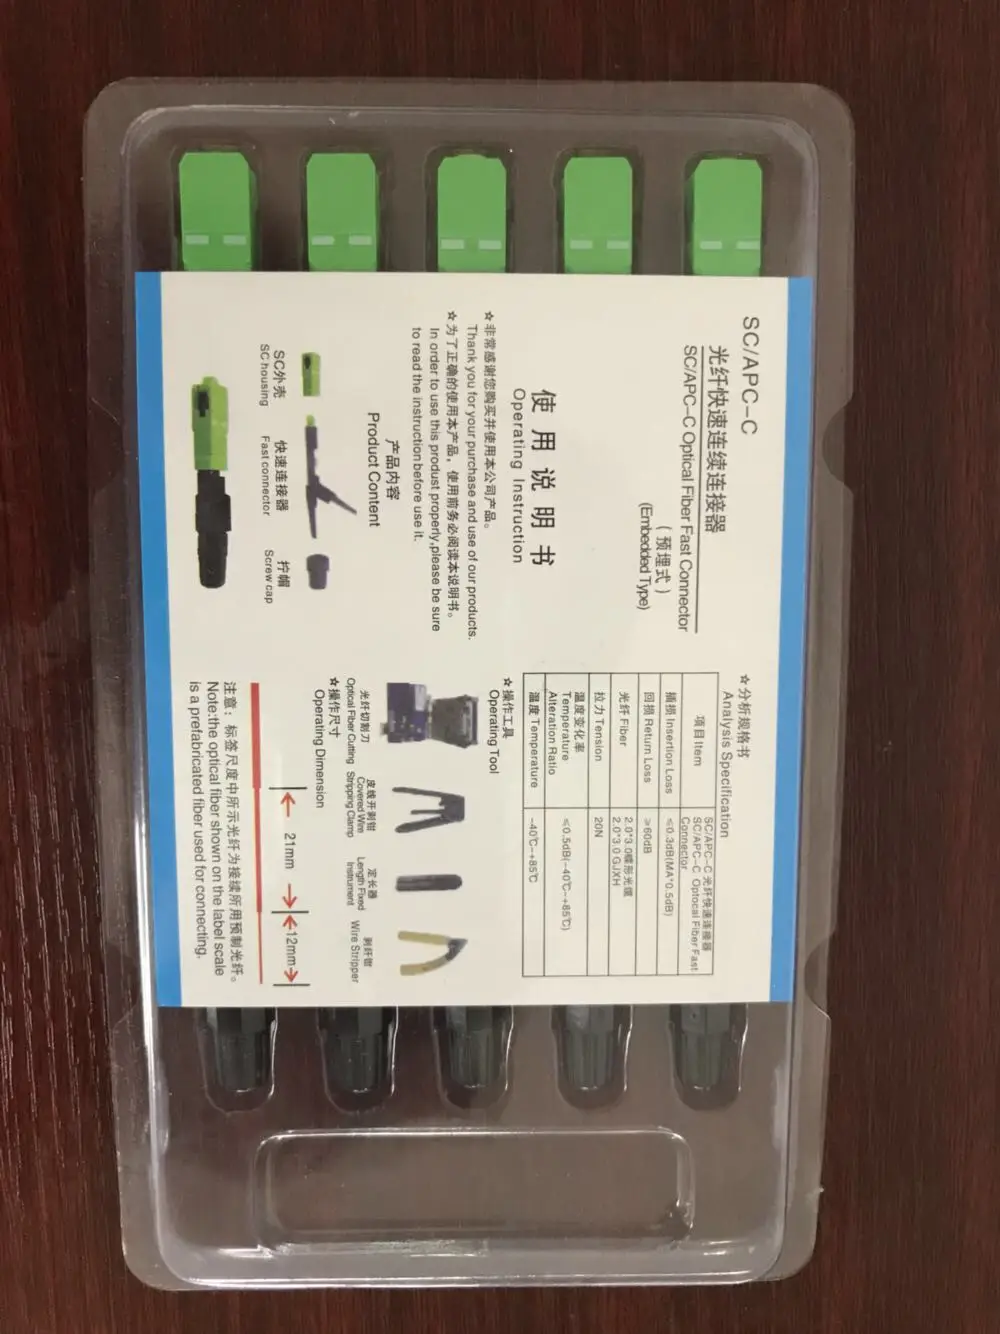 SC/APC-C
光纤快速连续连接器
SC/APC-C Optical Fiber Fast Connector
（预埋式）
(Embedded Type)
使用说明书
Operating Instruction
☆非常感谢您购买并使用本公司产品。
Thank you for your purchase and use of our products.
☆为了正确的使用本产品，使用前务必阅读本说明书。
In order to use this produst properly,please be sure
to read the instruction before use it.
产品内容
Product Content
SC外壳
SC housing
快速连接器
Fast connector
拧帽
Screw cap
☆分析规格书
Analysis Specification
项目 Item
SC/APC-C 光纤快速连接器
SC/APC-C Optocal Fiber Fast
Connector
插损 Insertion Loss
≤0.3dB(MA*0.5dB)
回损 Return Loss
≥60dB
光纤 Fiber
2.0*3.0蝶形光缆
2.0*3.0 GJXH
拉力 Tension
20N
温度变化率
Temperature
Alteration Ratio
≤0.5dB(-40℃-+85℃)
温度 Temperature
-40℃-+85℃
☆操作工具
Operating Tool
光纤切割刀
Optical Fiber Cutting
皮线开剥钳
Covered Wire
Stripping Clamp
定长器
Length Fixed
Instrument
剥纤钳
Wire Stripper
☆操作尺寸
Operating Dimension
21mm
12mm
注意：标签尺度中所示光纤为接续所用预制光纤。
Note:the optical fiber shown on the label scale
is a prefabricated fiber used for connecting.